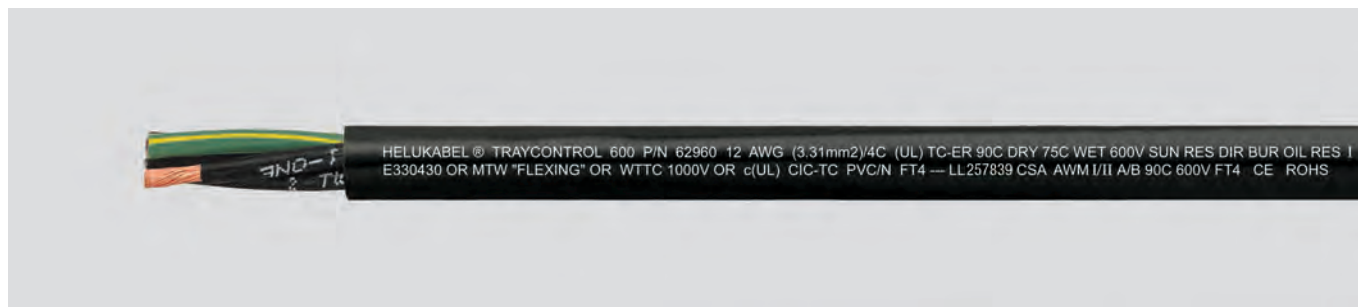 HELUKABEL ® TRAYCONTROL 600 P/N 62960 12 AWG (3.31mm2)/4C (UL) TC-ER 90C DRY 75C WET 600V SUN RES DIR BUR OIL RES I
E330430 OR MTW "FLEXING" OR WTTC 1000V OR c(UL) CIC-TC PVC/N FT4 --- LL257839 CSA AWM I/II A/B 90C 600V FT4 CE ROHS